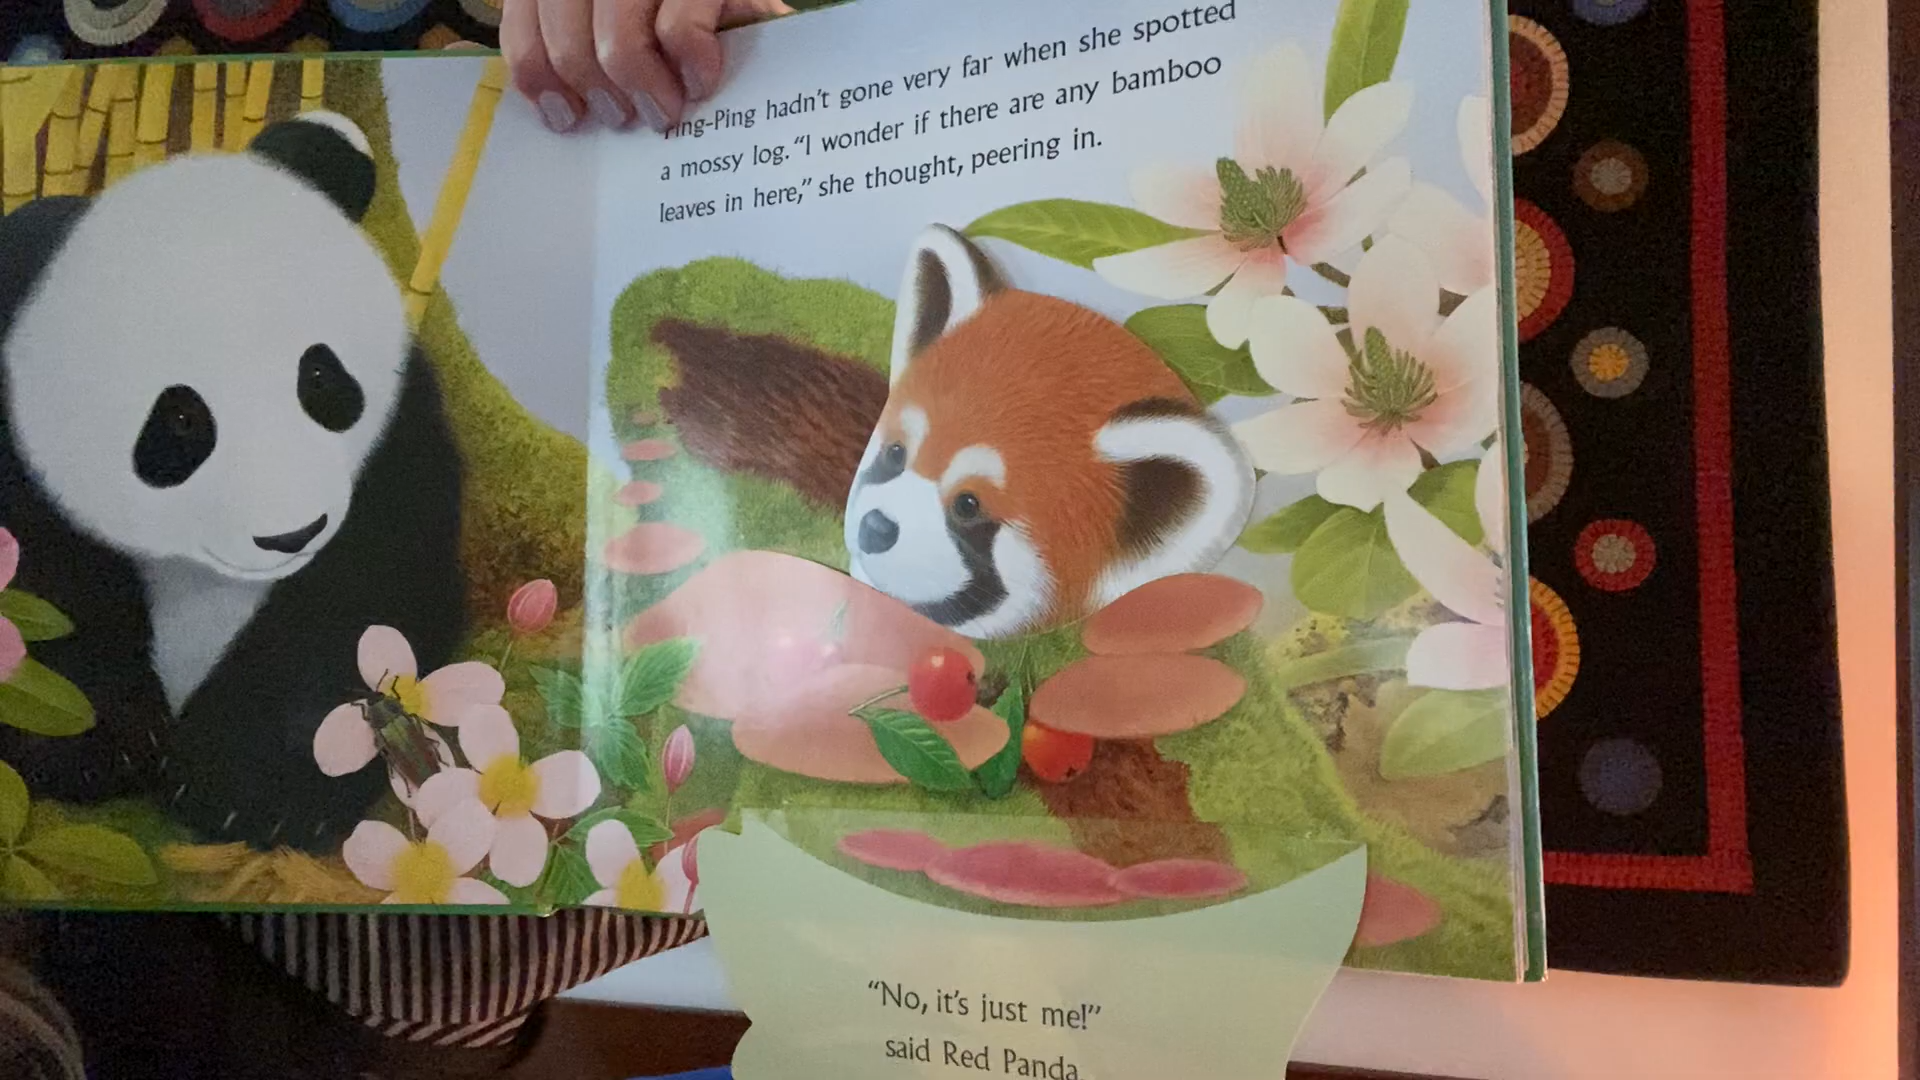 Ping-Ping hadn't gone very far when she spotted
a mossy log. "I wonder if there are any bamboo
leaves in here," she thought, peering in.
"No, it's just me!"
said Red Panda.